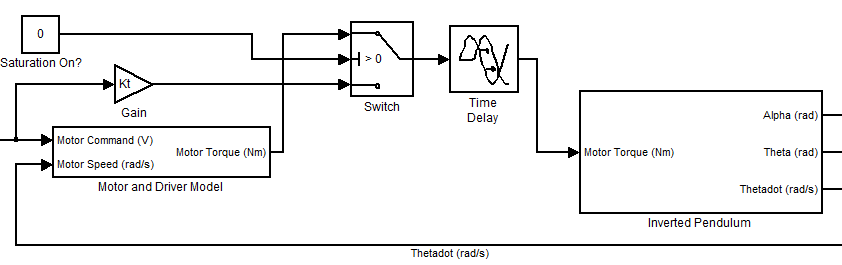 0
Saturation On?
Kt
Gain
> 0
Switch
Time
Delay
Motor Command (V)
Motor Speed (rad/s)
Motor Torque (Nm)
Motor and Driver Model
Motor Torque (Nm)
Alpha (rad)
Theta (rad)
Thetadot (rad/s)
Inverted Pendulum
Thetadot (rad/s)